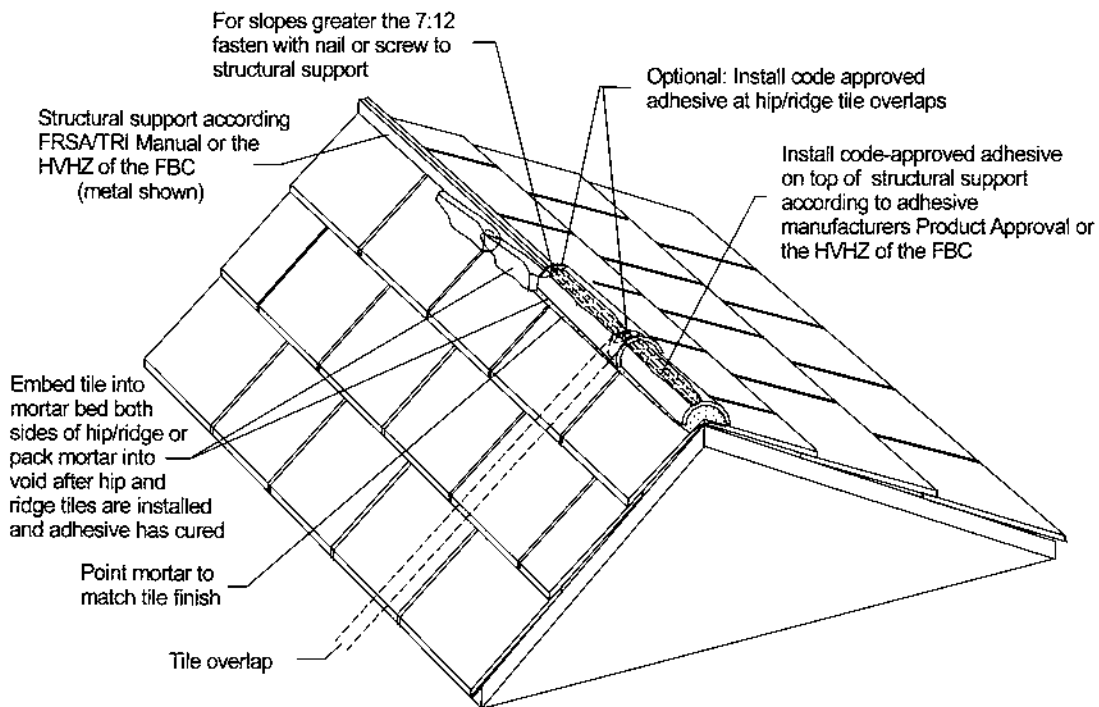 For slopes greater the 7:12
fasten with nail or screw to
structural support
Optional: Install code approved
adhesive at hip/ridge tile overlaps
Structural support according
FRSA/TRI Manual or the
HVHZ of the FBC
(metal shown)
Install code-approved adhesive
on top of structural support
according to adhesive
manufacturers Product Approval or
the HVHZ of the FBC
Embed tile into
mortar bed both
sides of hip/ridge or
pack mortar into
void after hip and
ridge tiles are installed
and adhesive has cured
Point mortar to
match tile finish
Tile overlap